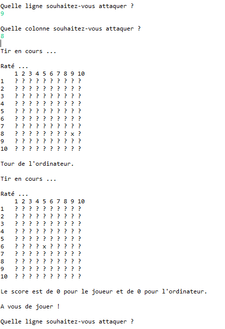 Quelle ligne souhaitez-vous attaquer ?
9
Quelle colonne souhaitez-vous attaquer ?
8
Tir en cours ...
Raté ...
1 2 3 4 5 6 7 8 9 10
1 ? ? ? ? ? ? ? ? ? ?
2 ? ? ? ? ? ? ? ? ? ?
3 ? ? ? ? ? ? ? ? ? ?
4 ? ? ? ? ? ? ? ? ? ?
5 ? ? ? ? ? ? ? ? ? ?
6 ? ? ? ? ? ? ? ? ? ?
7 ? ? ? ? ? ? ? ? ? ?
8 ? ? ? ? ? ? ? ? x ?
9 ? ? ? ? ? ? ? ? ? ?
10 ? ? ? ? ? ? ? ? ? ?
Tour de l'ordinateur.
Tir en cours ...
Raté ...
1 2 3 4 5 6 7 8 9 10
1 ? ? ? ? ? ? ? ? ? ?
2 ? ? ? ? ? ? ? ? ? ?
3 ? ? ? ? ? ? ? ? ? ?
4 ? ? ? ? ? ? ? ? ? ?
5 ? ? ? ? ? ? ? ? ? ?
6 ? ? ? ? x ? ? ? ? ?
7 ? ? ? ? ? ? ? ? ? ?
8 ? ? ? ? ? ? ? ? ? ?
9 ? ? ? ? ? ? ? ? ? ?
10 ? ? ? ? ? ? ? ? ? ?
Le score est de 0 pour le joueur et de 0 pour l'ordinateur.
A vous de jouer !
Quelle ligne souhaitez-vous attaquer ?